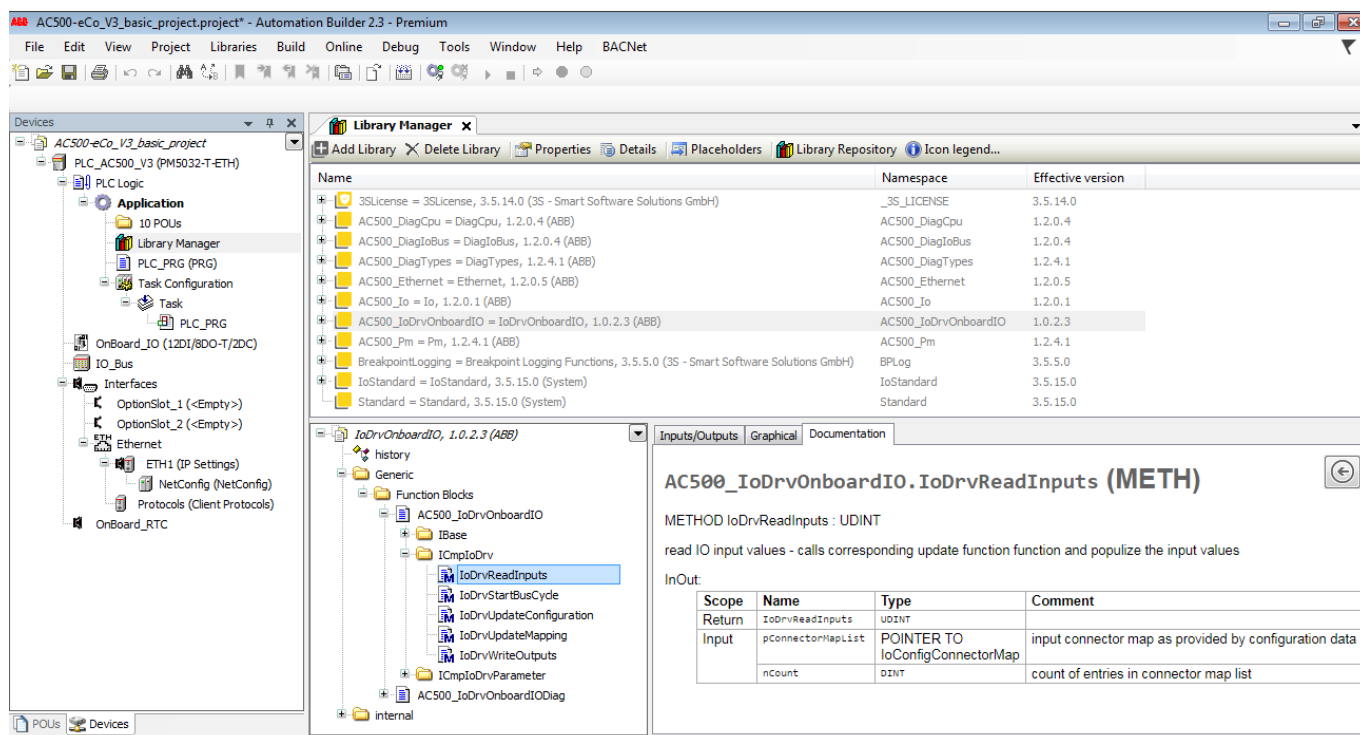 ABB AC500-eCo_V3_basic_project.project* - Automation Builder 2.3 - Premium
File Edit View Project Libraries Build Online Debug Tools Window Help BACNet
Devices
AC500-eCo_V3_basic_project
PLC_AC500_V3 (PM5032-T-ETH)
PLC Logic
Application
10 POUs
Library Manager
PLC_PRG (PRG)
Task Configuration
Task
PLC_PRG
OnBoard_IO (12DI/8DO-T/2DC)
IO_Bus
Interfaces
OptionSlot_1 (<Empty>)
OptionSlot_2 (<Empty>)
ETH Ethernet
ETH1 (IP Settings)
NetConfig (NetConfig)
Protocols (Client Protocols)
OnBoard_RTC
POUs Devices
Library Manager
Add Library Delete Library Properties Details Placeholders Library Repository Icon legend...
Name Namespace Effective version
3SLicense = 3SLicense, 3.5.14.0 (3S - Smart Software Solutions GmbH) _3S_LICENSE 3.5.14.0
AC500_DiagCpu = DiagCpu, 1.2.0.4 (ABB) AC500_DiagCpu 1.2.0.4
AC500_DiagIoBus = DiagIoBus, 1.2.0.4 (ABB) AC500_DiagIoBus 1.2.0.4
AC500_DiagTypes = DiagTypes, 1.2.4.1 (ABB) AC500_DiagTypes 1.2.4.1
AC500_Ethernet = Ethernet, 1.2.0.5 (ABB) AC500_Ethernet 1.2.0.5
AC500_Io = Io, 1.2.0.1 (ABB) AC500_Io 1.2.0.1
AC500_IoDrvOnboardIO = IoDrvOnboardIO, 1.0.2.3 (ABB) AC500_IoDrvOnboardIO 1.0.2.3
AC500_Pm = Pm, 1.2.4.1 (ABB) AC500_Pm 1.2.4.1
BreakpointLogging = Breakpoint Logging Functions, 3.5.5.0 (3S - Smart Software Solutions GmbH) BPLog 3.5.5.0
IoStandard = IoStandard, 3.5.15.0 (System) IoStandard 3.5.15.0
Standard = Standard, 3.5.15.0 (System) Standard 3.5.15.0
IoDrvOnboardIO, 1.0.2.3 (ABB)
history
Generic
Function Blocks
AC500_IoDrvOnboardIO
IBase
ICmpIoDrv
IoDrvReadInputs
IoDrvStartBusCycle
IoDrvUpdateConfiguration
IoDrvUpdateMapping
IoDrvWriteOutputs
ICmpIoDrvParameter
AC500_IoDrvOnboardIODiag
internal
Inputs/Outputs Graphical Documentation
AC500_IoDrvOnboardIO.IoDrvReadInputs (METH)
METHOD IoDrvReadInputs : UDINT
read IO input values - calls corresponding update function function and populize the input values
InOut:
Scope Name Type Comment
Return IoDrvReadInputs UDINT
Input pConnectorMapList POINTER TO IoConfigConnectorMap input connector map as provided by configuration data
nCount DINT count of entries in connector map list